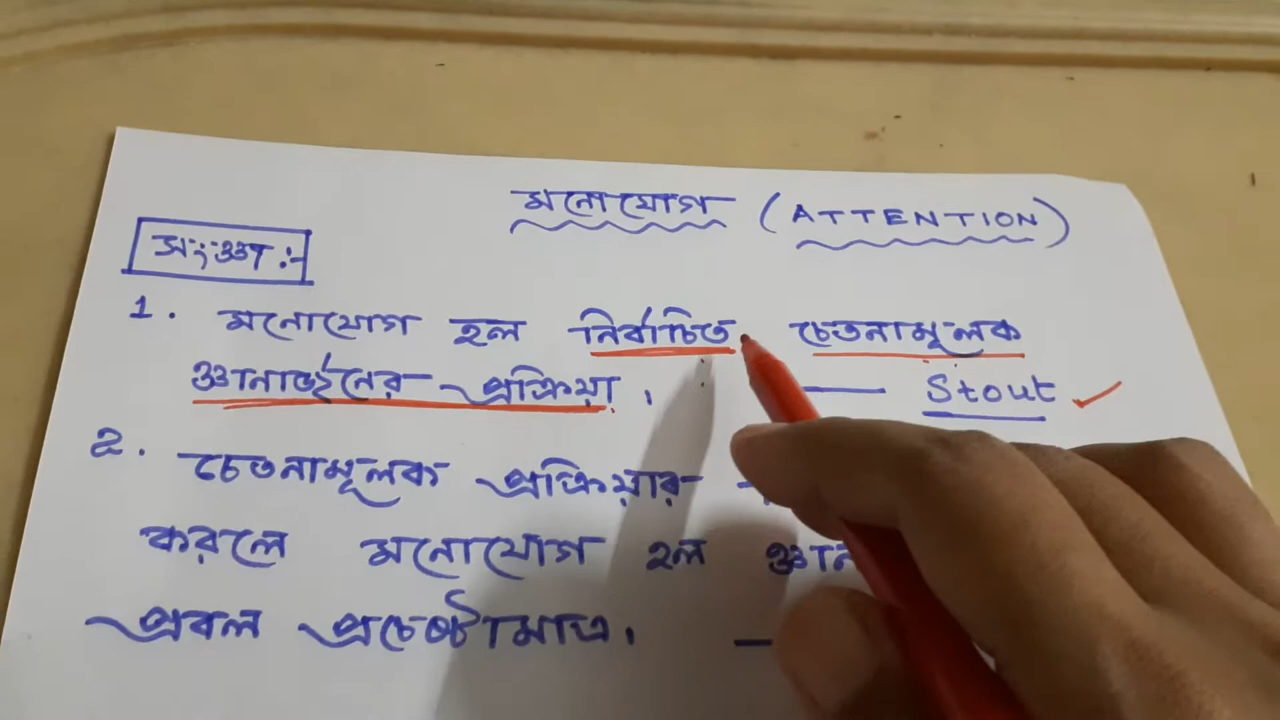 মনোযোগ (ATTENTION)
সংজ্ঞা :-
1. মনোযোগ হল নির্বাচিত চেতনামূলক
জ্ঞানার্জনের প্রক্রিয়া. — Stout
2. চেতনামূলক প্রক্রিয়ার
করলে মনোযোগ হল
প্রবল প্রচেষ্টামাত্র. —